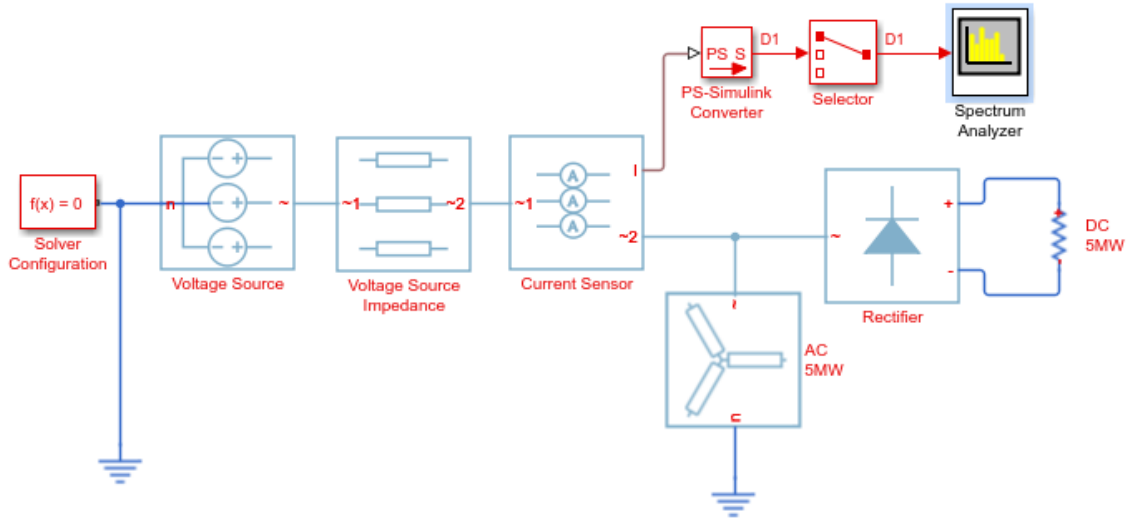 D1
D1
PS S
PS-Simulink
Converter
Selector
Spectrum
Analyzer
f(x) = 0
Solver
Configuration
n
~
Voltage Source
~1
~2
Voltage Source
Impedance
~1
I
~2
A
A
A
Current Sensor
~
+
-
Rectifier
+
-
DC
5MW
~
n
AC
5MW